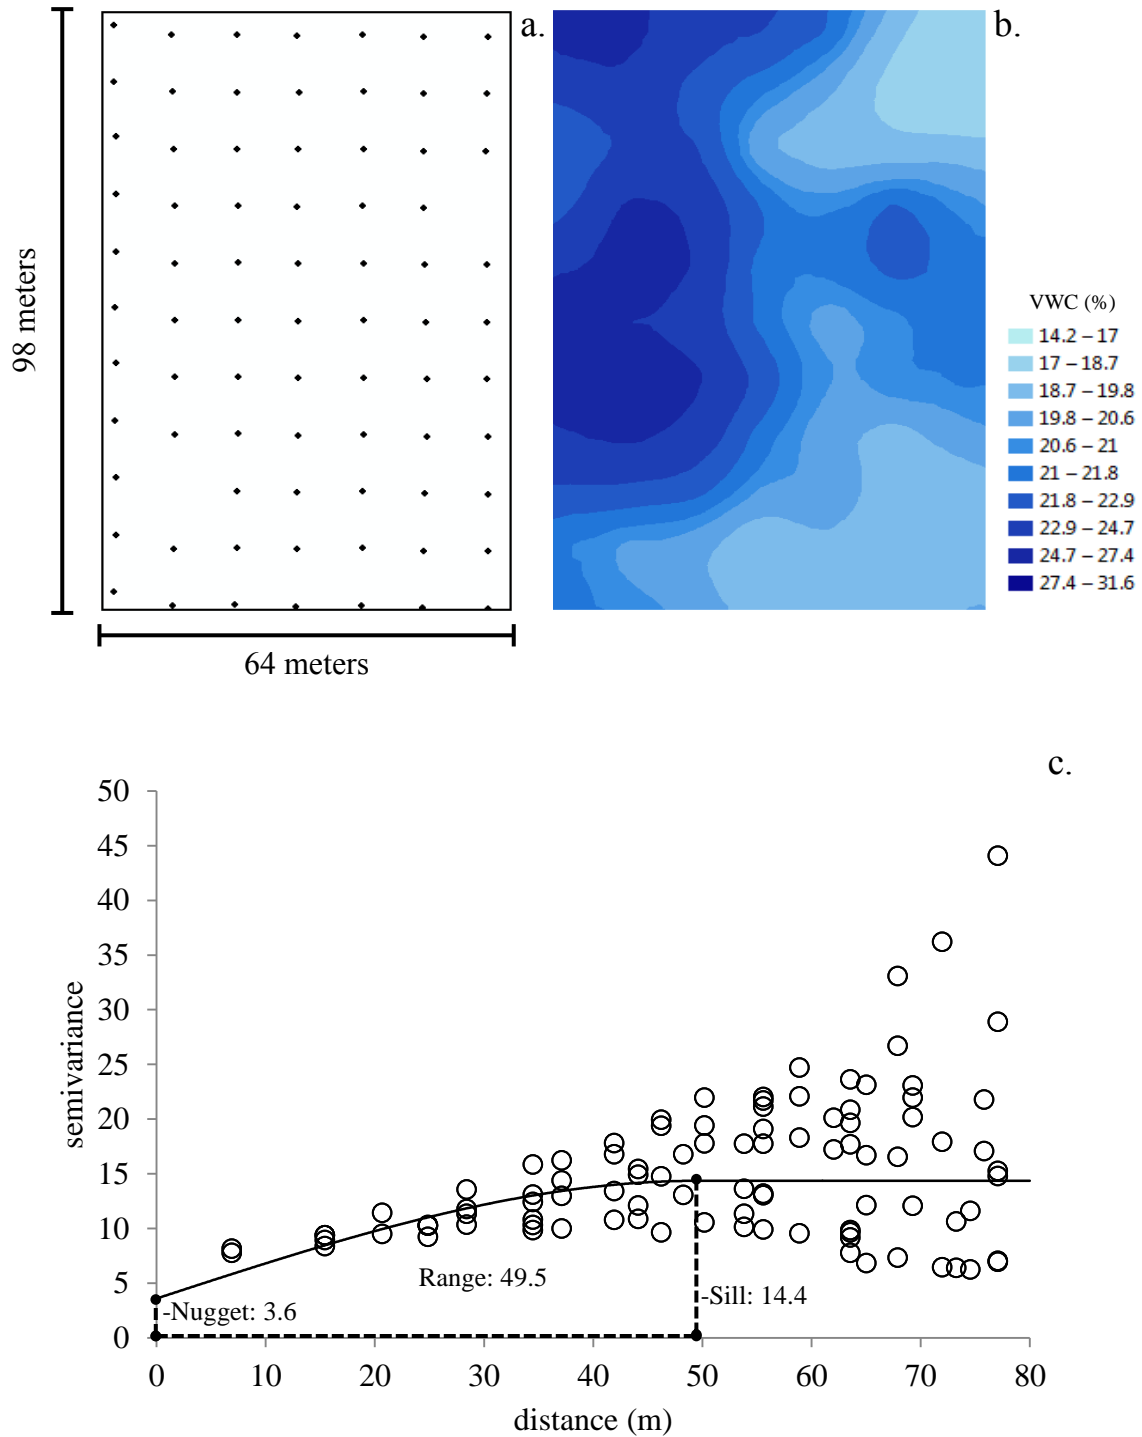 a.
b.
98 meters
64 meters
VWC (%)
14.2 – 17
17 – 18.7
18.7 – 19.8
19.8 – 20.6
20.6 – 21
21 – 21.8
21.8 – 22.9
22.9 – 24.7
24.7 – 27.4
27.4 – 31.6
c.
semivariance
50
45
40
35
30
25
20
15
10
5
0
Range: 49.5
-Sill: 14.4
-Nugget: 3.6
0 10 20 30 40 50 60 70 80
distance (m)